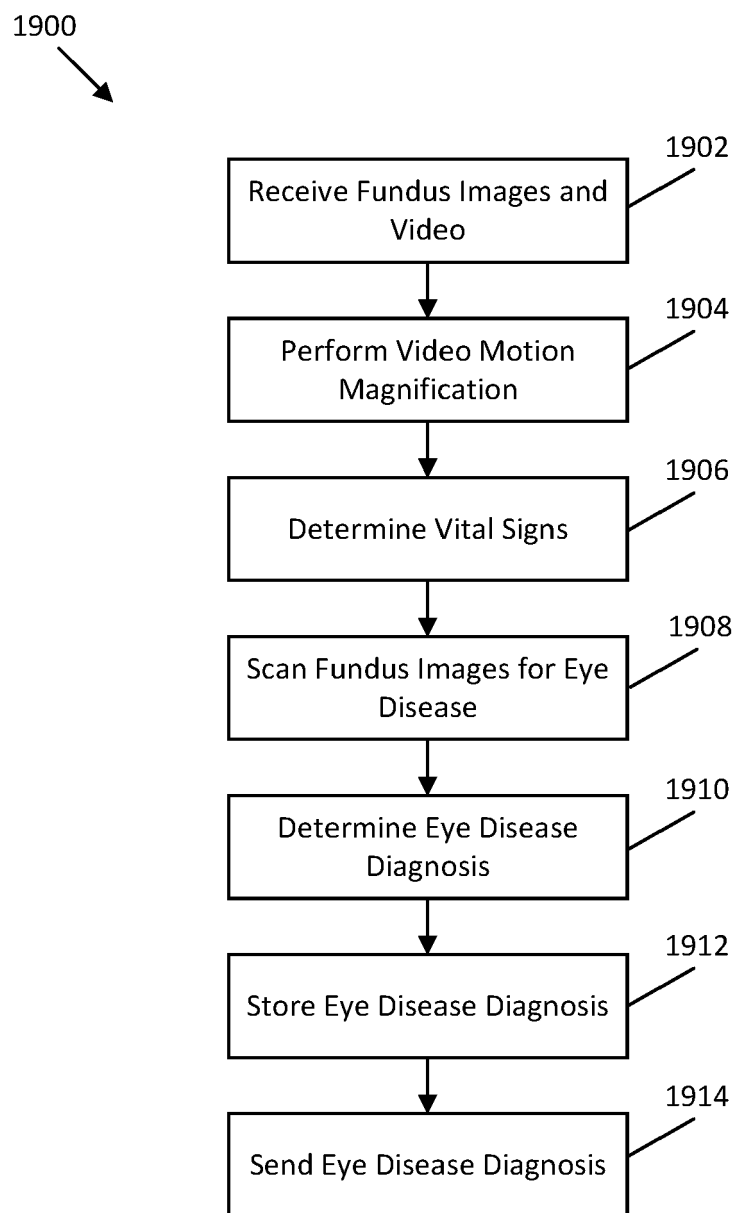 1900
1902
Receive Fundus Images and
Video
1904
Perform Video Motion
Magnification
1906
Determine Vital Signs
1908
Scan Fundus Images for Eye
Disease
1910
Determine Eye Disease
Diagnosis
1912
Store Eye Disease Diagnosis
1914
Send Eye Disease Diagnosis